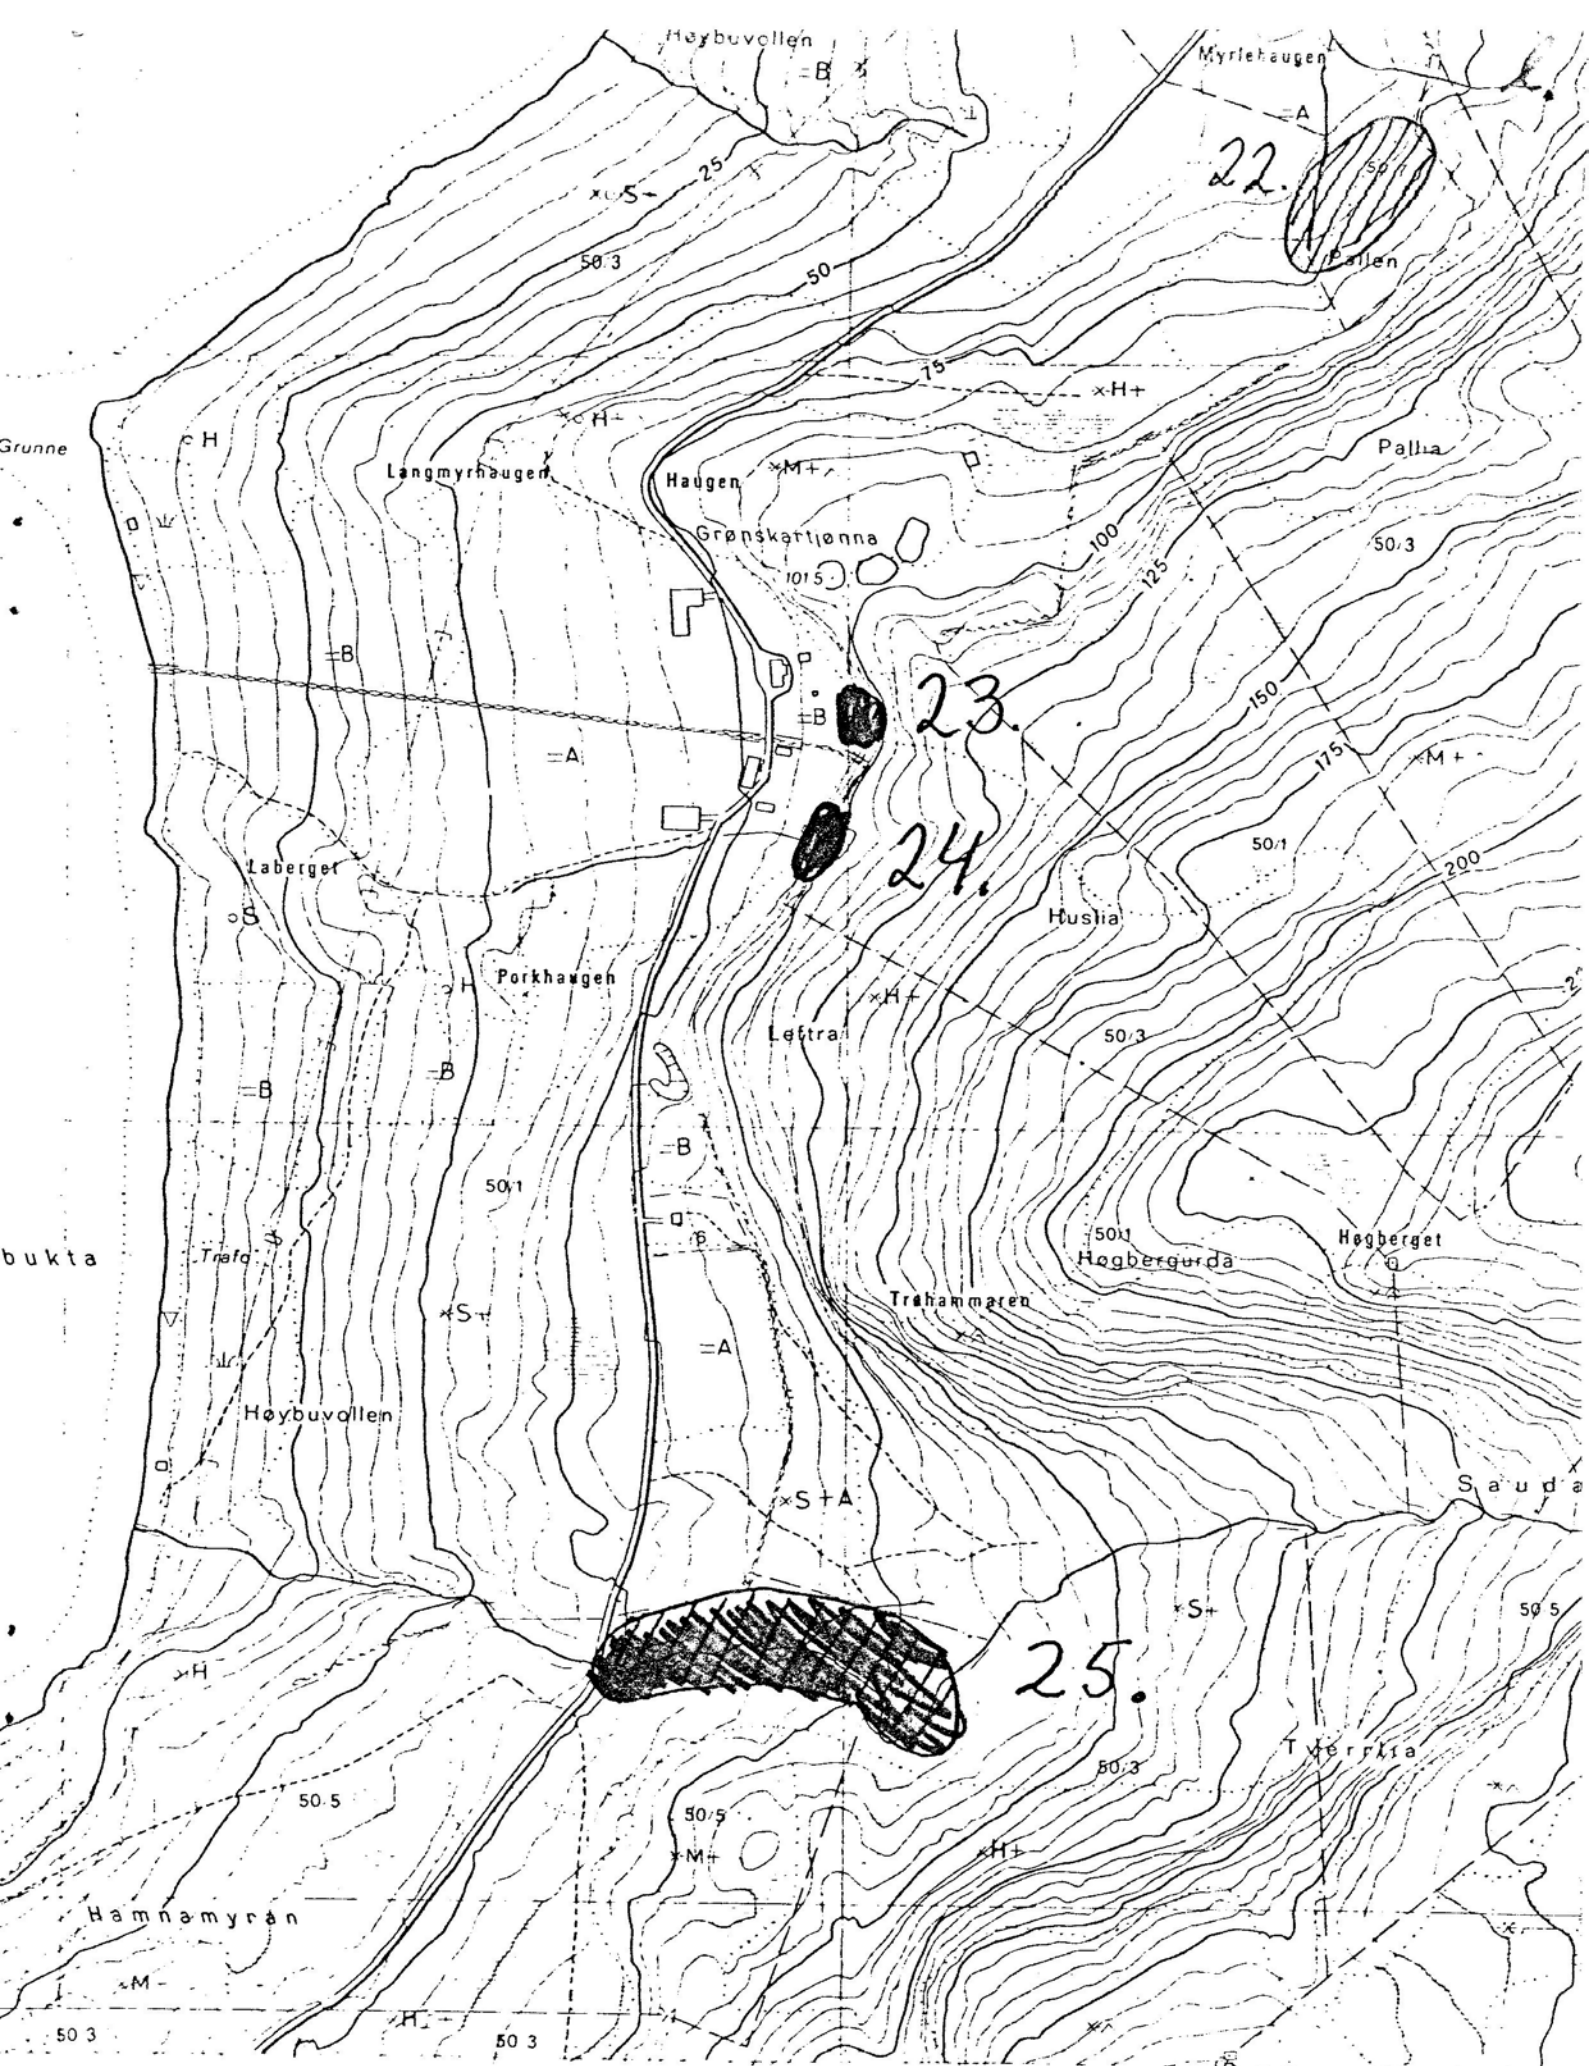 Høybuvollen
Myrlehaugen
=B
=A
22.
25
S
50/3
Pallen
50
75
H+
H
H
Grunne
Langmyrhaugen
Haugen
M+
Pallia
Grønskartjønna
101.5
100
50/3
125
=B
23.
150
=B
=A
175
M+
24.
50/1
Laberget
200
S
Huslia
H
Porkhaugen
H+
Leitra
50/3
=B
=B
=B
50/1
50/1
Høgberget
bukta
Trafo
Høgbergurda
Trøhammaren
S+
=A
Høybuvollen
Sauda
S+A
S+
50 5
25.
H
Tverrlia
50/3
50 5
50/5
M+
H+
Hamnamyran
M
H
50 3
50 3